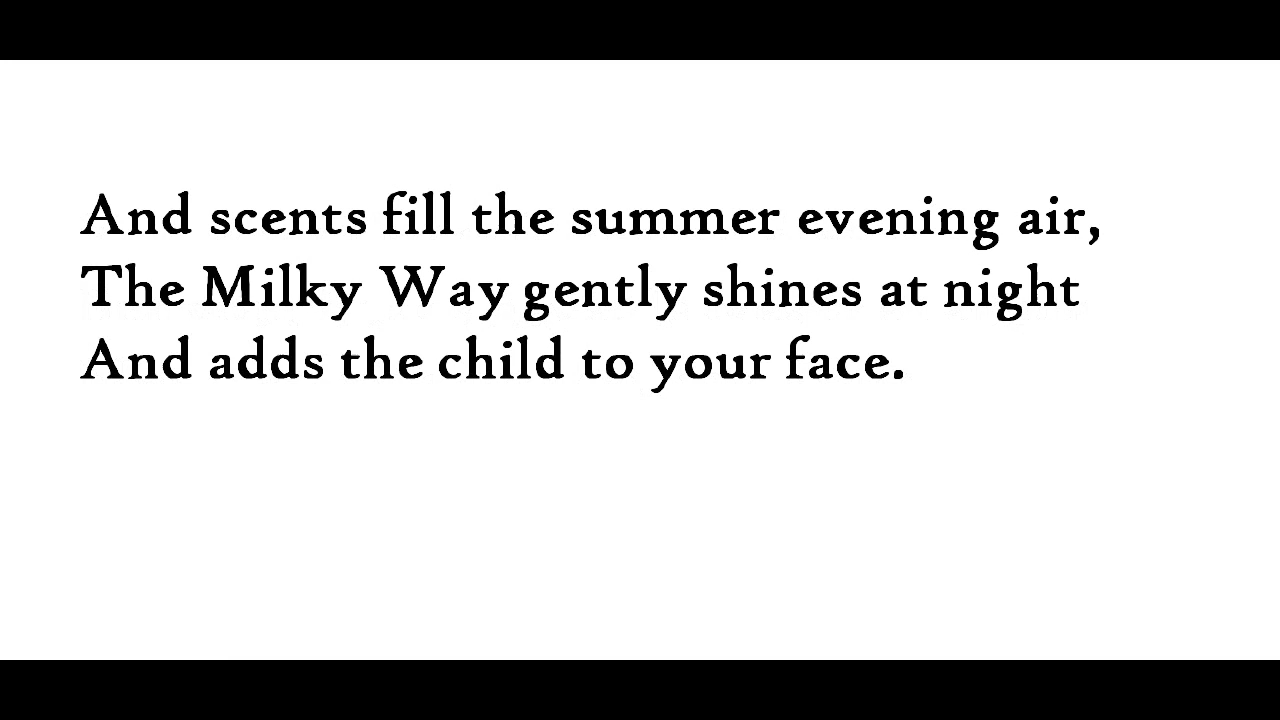 And scents fill the summer evening air,
The Milky Way gently shines at night
And adds the child to your face.